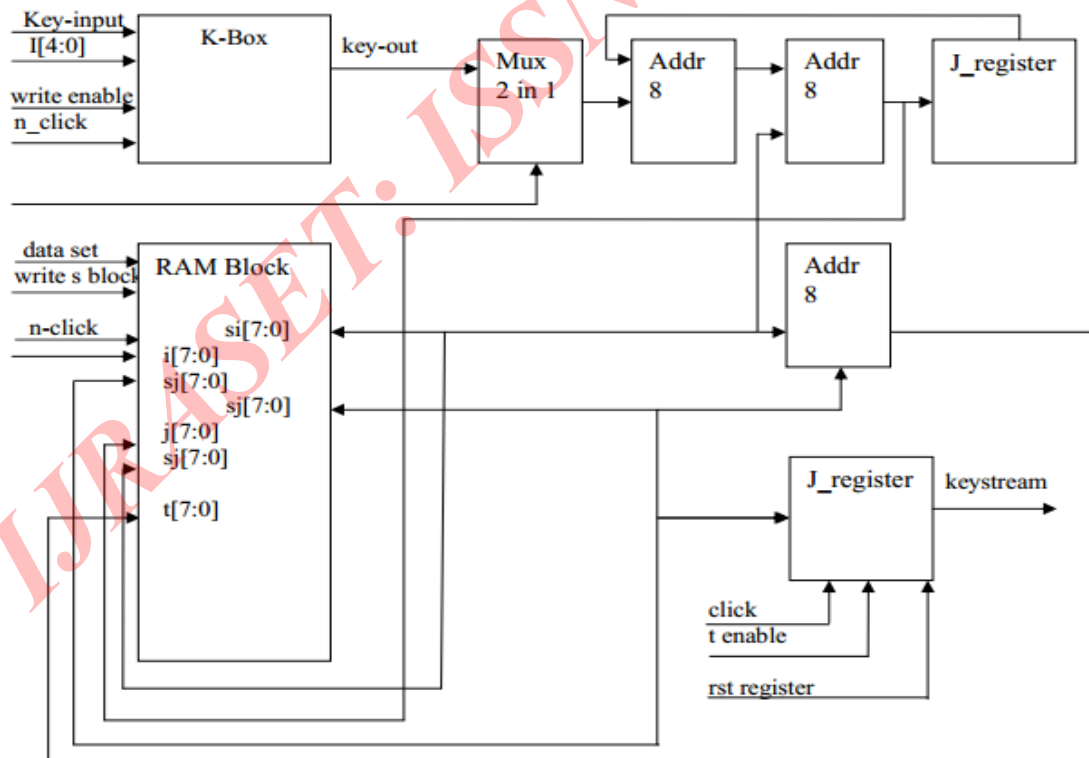 Key-input
I[4:0]
write enable
n_click
K-Box
key-out
Mux
2 in 1
Addr
8
Addr
8
J_register
data set
write s block
n-click
RAM Block
si[7:0]
i[7:0]
sj[7:0]
sj[7:0]
j[7:0]
sj[7:0]
t[7:0]
Addr
8
J_register
keystream
click
t enable
rst register
IJRASET: ISSN